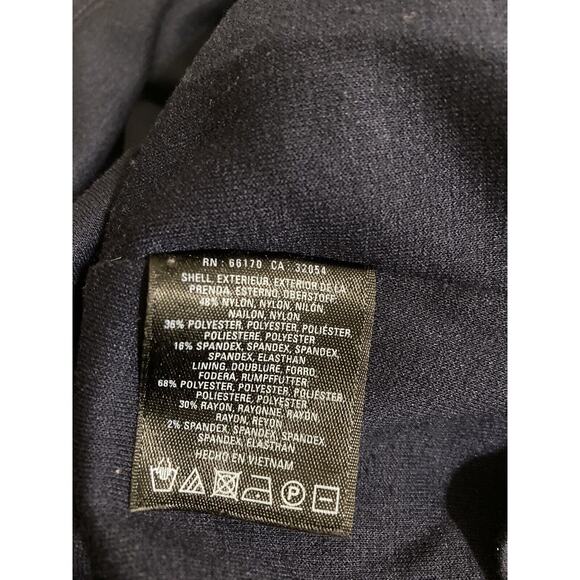 RN : 66170 CA 32054
SHELL, EXTERIEUR, EXTERIOR DE LA
PRENDA, ESTERNO, OBERSTOFF
48% NYLON, NYLON, NILÓN
NAILON, NYLON
36% POLYESTER, POLYESTER, POLIÉSTER,
POLIESTERE, POLYESTER
16% SPANDEX, SPANDEX, SPANDEX
SPANDEX, ELASTHAN
LINING, DOUBLURE, FORRO
FODERA, RUMPFFUTTER
68% POLYESTER, POLYESTER, POLIÉSTER,
POLIESTERE, POLYESTER
30% RAYON, RAYONNE, RAYON
RAYON, REYON
2% SPANDEX, SPANDEX, SPANDEX
SPANDEX, ELASTHAN
HECHO EN VIETNAM
P